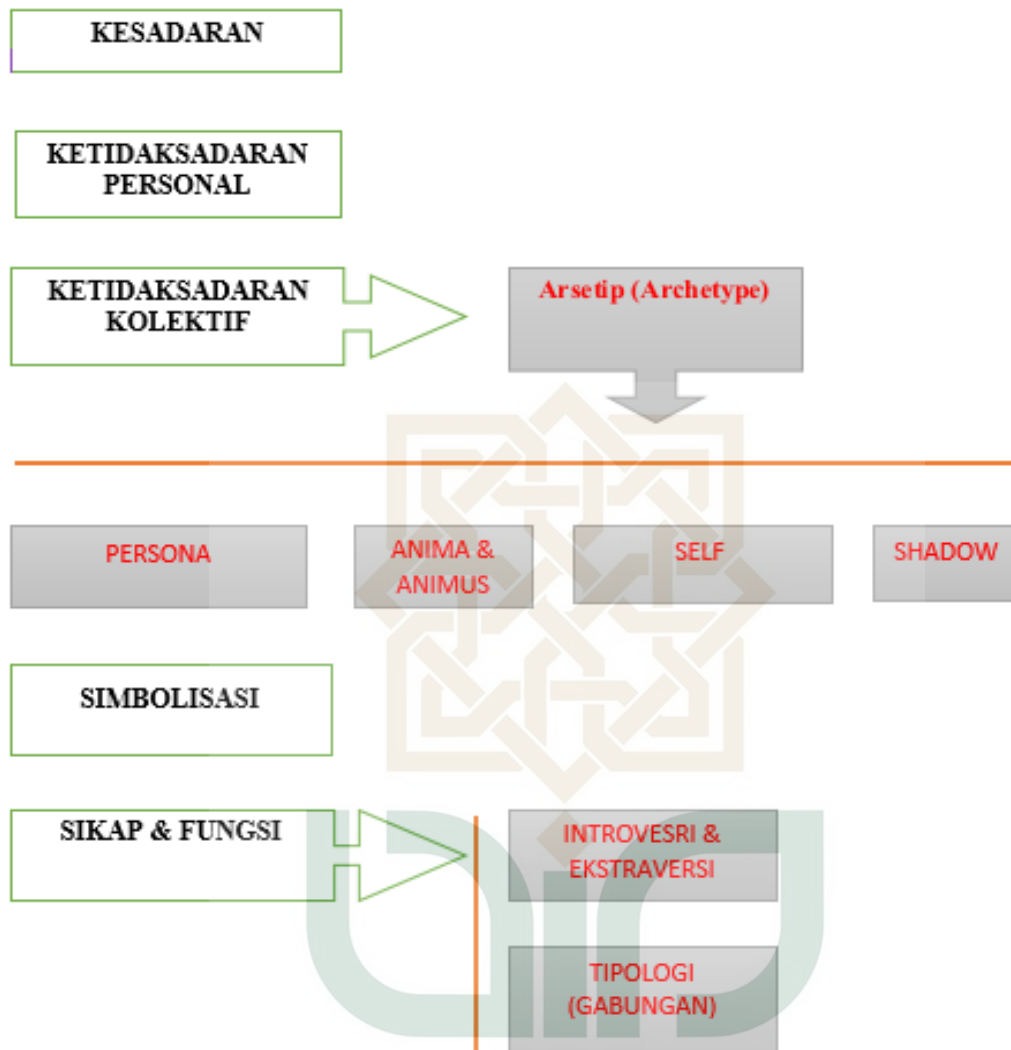 KESADARAN
KETIDAKSADARAN
PERSONAL
KETIDAKSADARAN
KOLEKTIF
Arsetip (Archetype)
PERSONA
ANIMA &
ANIMUS
SELF
SHADOW
SIMBOLISASI
SIKAP & FUNGSI
INTROVESRI &
EKSTRAVERSI
TIPOLOGI
(GABUNGAN)